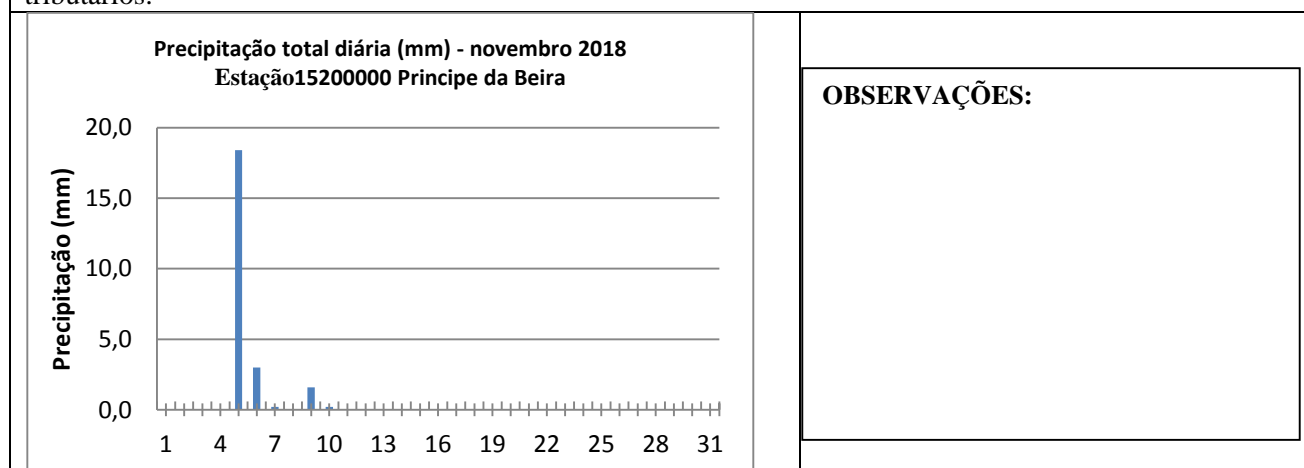 tributários.
Precipitação total diária (mm) - novembro 2018
Estação15200000 Principe da Beira
OBSERVAÇÕES:
Precipitação (mm)
20,0
15,0
10,0
5,0
0,0
1 4 7 10 13 16 19 22 25 28 31